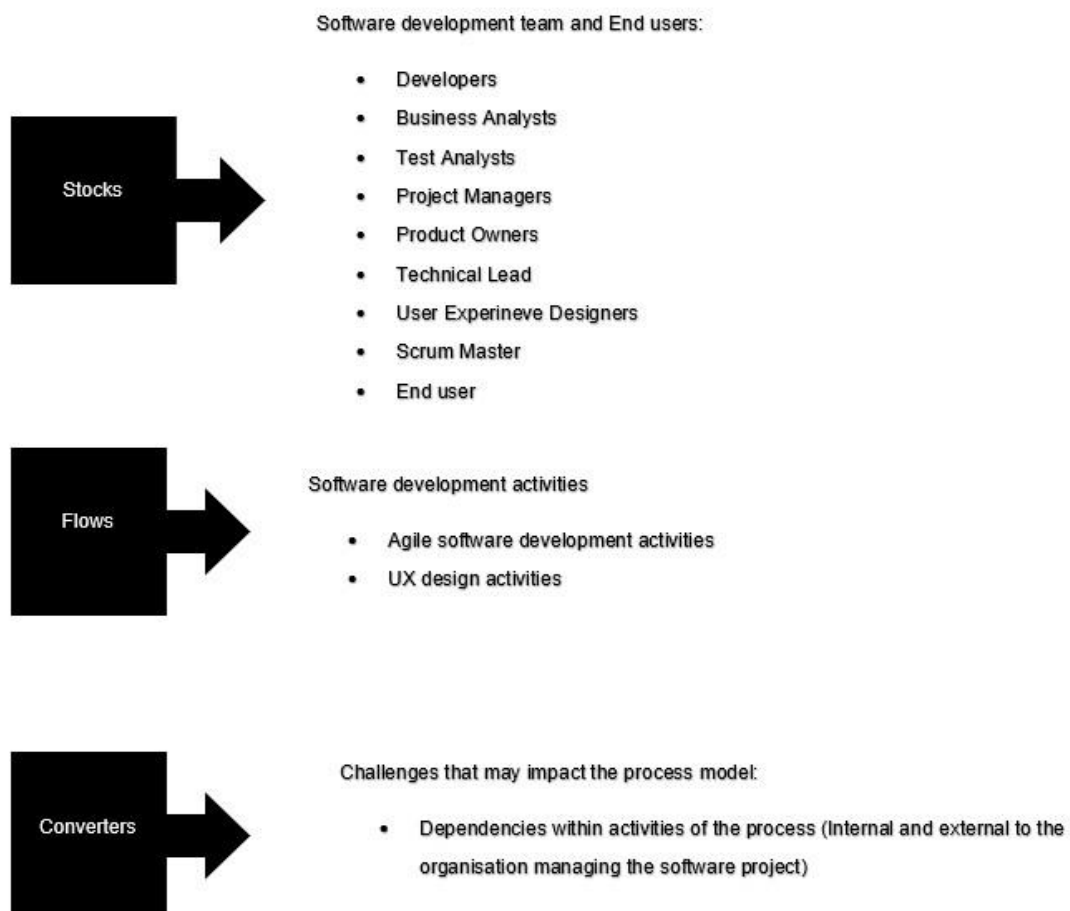 Software development team and End users:
• Developers
• Business Analysts
Stocks
• Test Analysts
• Project Managers
• Product Owners
• Technical Lead
• User Experineve Designers
• Scrum Master
• End user
Flows
Software development activities
• Agile software development activities
• UX design activities
Converters
Challenges that may impact the process model:
• Dependencies within activities of the process (Internal and external to the
organisation managing the software project)